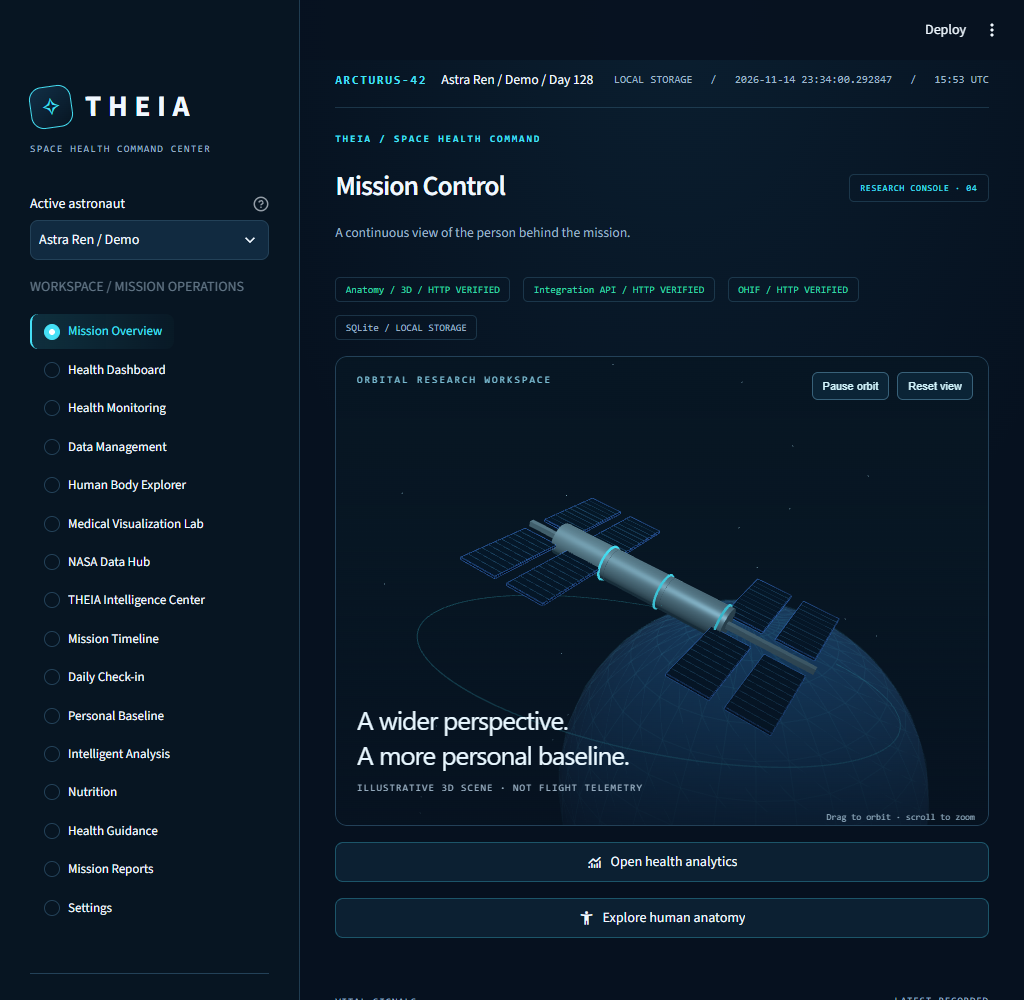 Deploy
THEIA
SPACE HEALTH COMMAND CENTER
Active astronaut
Astra Ren / Demo
WORKSPACE / MISSION OPERATIONS
Mission Overview
Health Dashboard
Health Monitoring
Data Management
Human Body Explorer
Medical Visualization Lab
NASA Data Hub
THEIA Intelligence Center
Mission Timeline
Daily Check-in
Personal Baseline
Intelligent Analysis
Nutrition
Health Guidance
Mission Reports
Settings
ARCTURUS-42 Astra Ren / Demo / Day 128 LOCAL STORAGE / 2026-11-14 23:34:00.292847 / 15:53 UTC
THEIA / SPACE HEALTH COMMAND
Mission Control
RESEARCH CONSOLE · 04
A continuous view of the person behind the mission.
Anatomy / 3D / HTTP VERIFIED Integration API / HTTP VERIFIED OHIF / HTTP VERIFIED
SQLite / LOCAL STORAGE
ORBITAL RESEARCH WORKSPACE
Pause orbit Reset view
A wider perspective.
A more personal baseline.
ILLUSTRATIVE 3D SCENE · NOT FLIGHT TELEMETRY
Drag to orbit · scroll to zoom
Open health analytics
Explore human anatomy
VITAL SIGNALS LATEST RECORDED